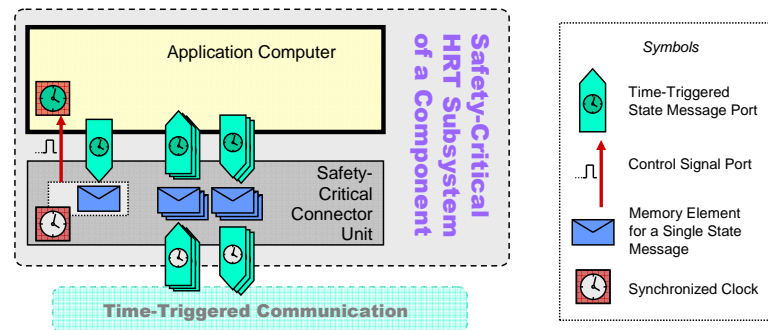 Application Computer
Safety-Critical
HRT Subsystem
of a Component
Safety-
Critical
Connector
Unit
Time-Triggered Communication
Symbols
Time-Triggered
State Message Port
Control Signal Port
Memory Element
for a Single State
Message
Synchronized Clock